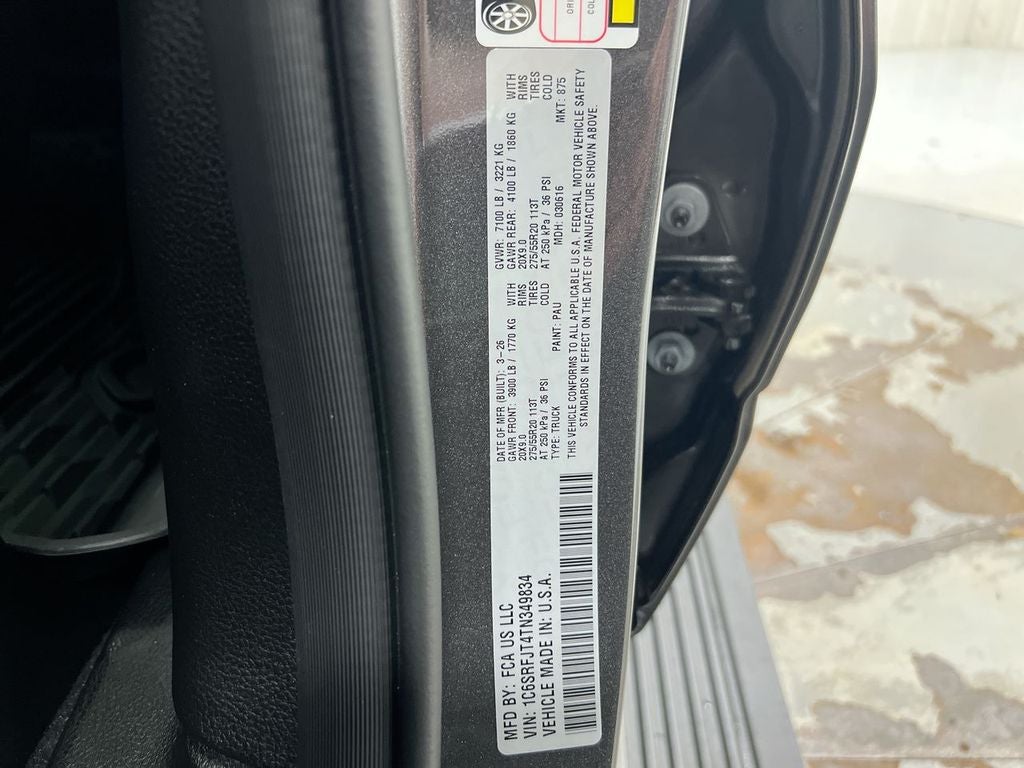 MFD BY: FCA US LLC
VIN: 1C6SRFJT4TN349834
VEHICLE MADE IN: U.S.A.
DATE OF MFR (BUILT): 3-26 GVWR: 7100 LB / 3221 KG
GAWR FRONT: 3900 LB / 1770 KG WITH GAWR REAR: 4100 LB / 1860 KG WITH
20X9.0 RIMS 20X9.0 RIMS
275/55R20 113T TIRES 275/55R20 113T TIRES
AT 250 kPa / 36 PSI COLD AT 250 kPa / 36 PSI COLD
TYPE: TRUCK PAINT: PAU MDH: 030616 MKT: 875
THIS VEHICLE CONFORMS TO ALL APPLICABLE U.S.A. FEDERAL MOTOR VEHICLE SAFETY
STANDARDS IN EFFECT ON THE DATE OF MANUFACTURE SHOWN ABOVE.